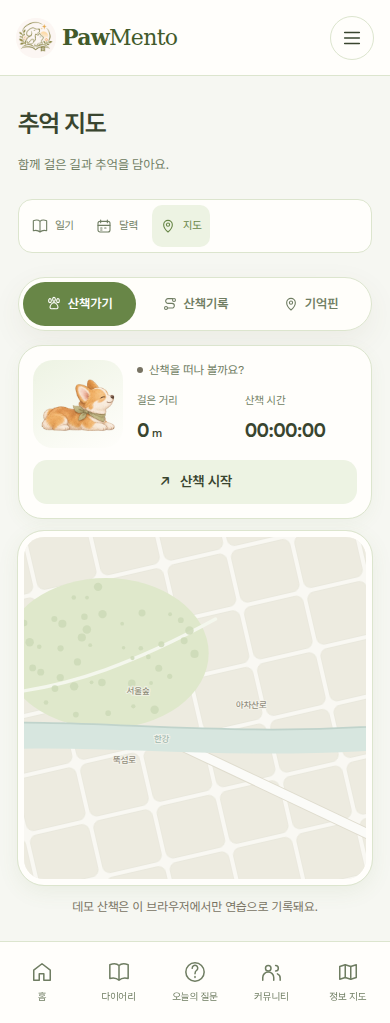 PawMento
추억 지도
함께 걸은 길과 추억을 담아요.
일기 달력 지도
산책가기 산책기록 기억핀
산책을 떠나 볼까요?
걸은 거리 산책 시간
0 m 00:00:00
산책 시작
서울숲
아차산로
한강
뚝섬로
데모 산책은 이 브라우저에서만 연습으로 기록돼요.
홈 다이어리 오늘의 질문 커뮤니티 정보 지도